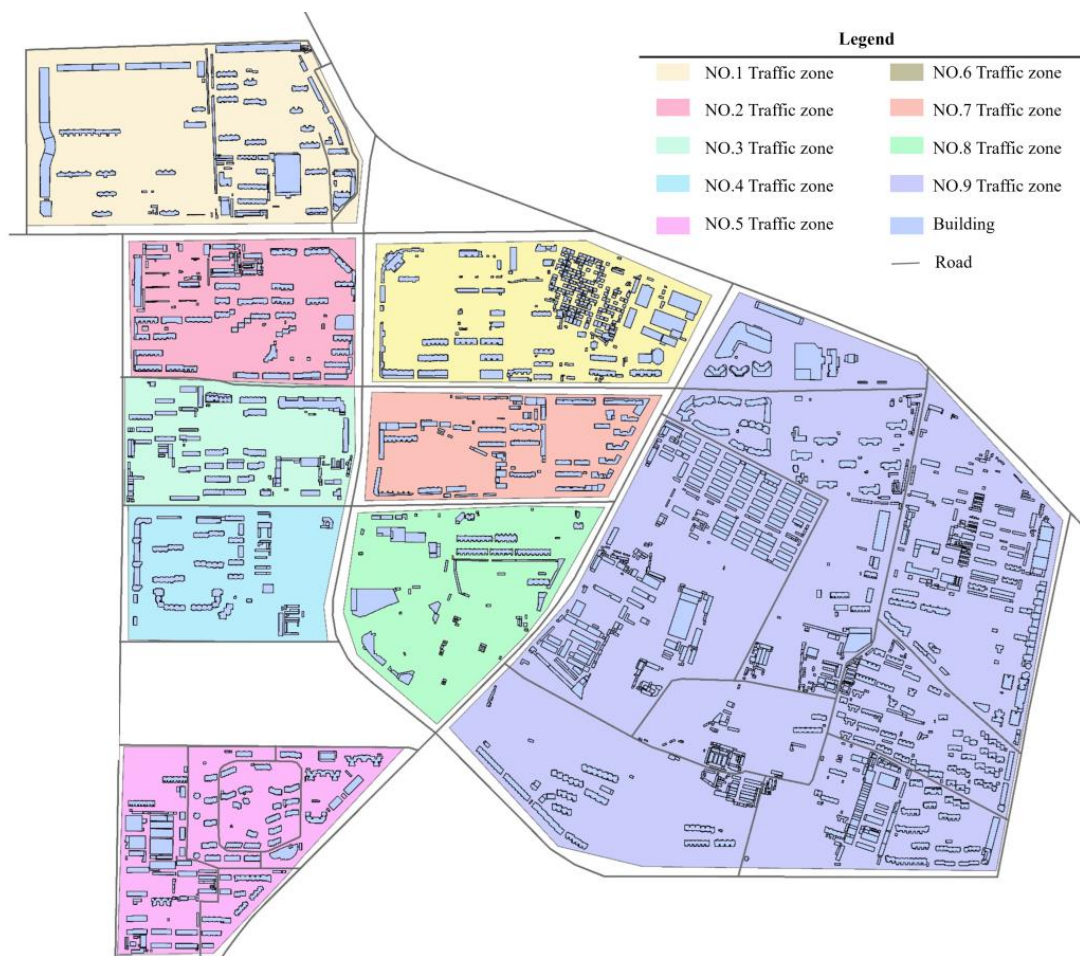 Legend
NO.1 Traffic zone
NO.2 Traffic zone
NO.3 Traffic zone
NO.4 Traffic zone
NO.5 Traffic zone
NO.6 Traffic zone
NO.7 Traffic zone
NO.8 Traffic zone
NO.9 Traffic zone
Building
Road